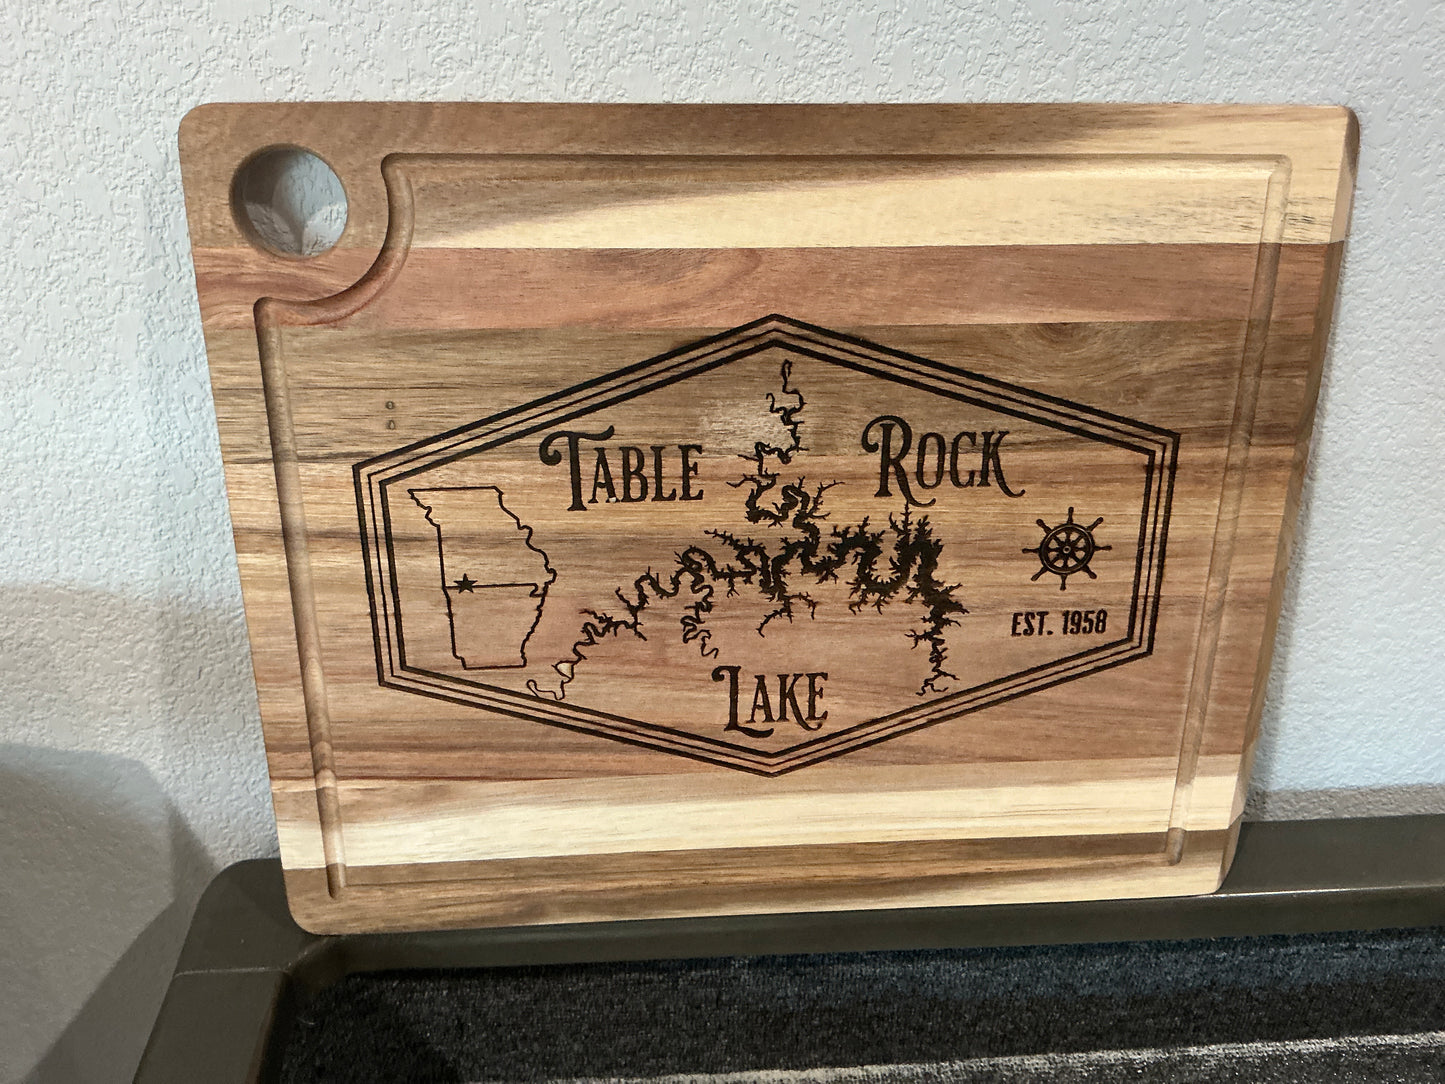 TABLE ROCK
EST. 1958
LAKE